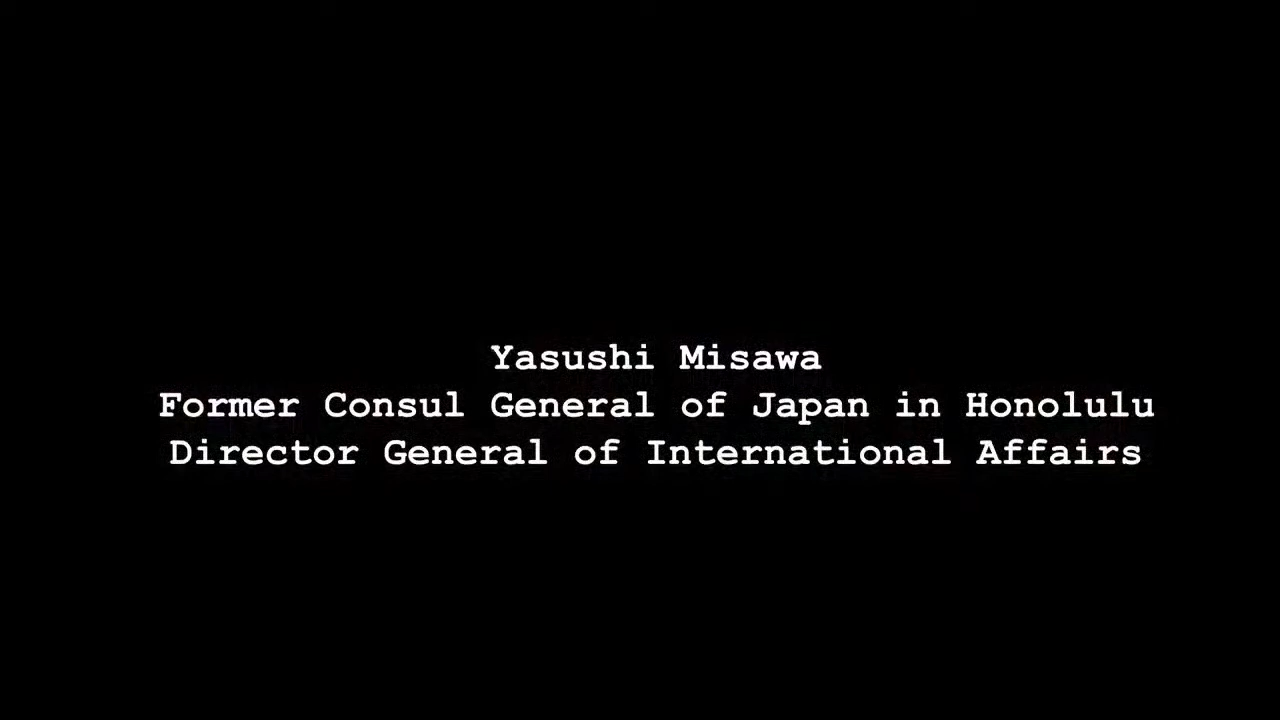 Yasushi Misawa
Former Consul General of Japan in Honolulu
Director General of International Affairs